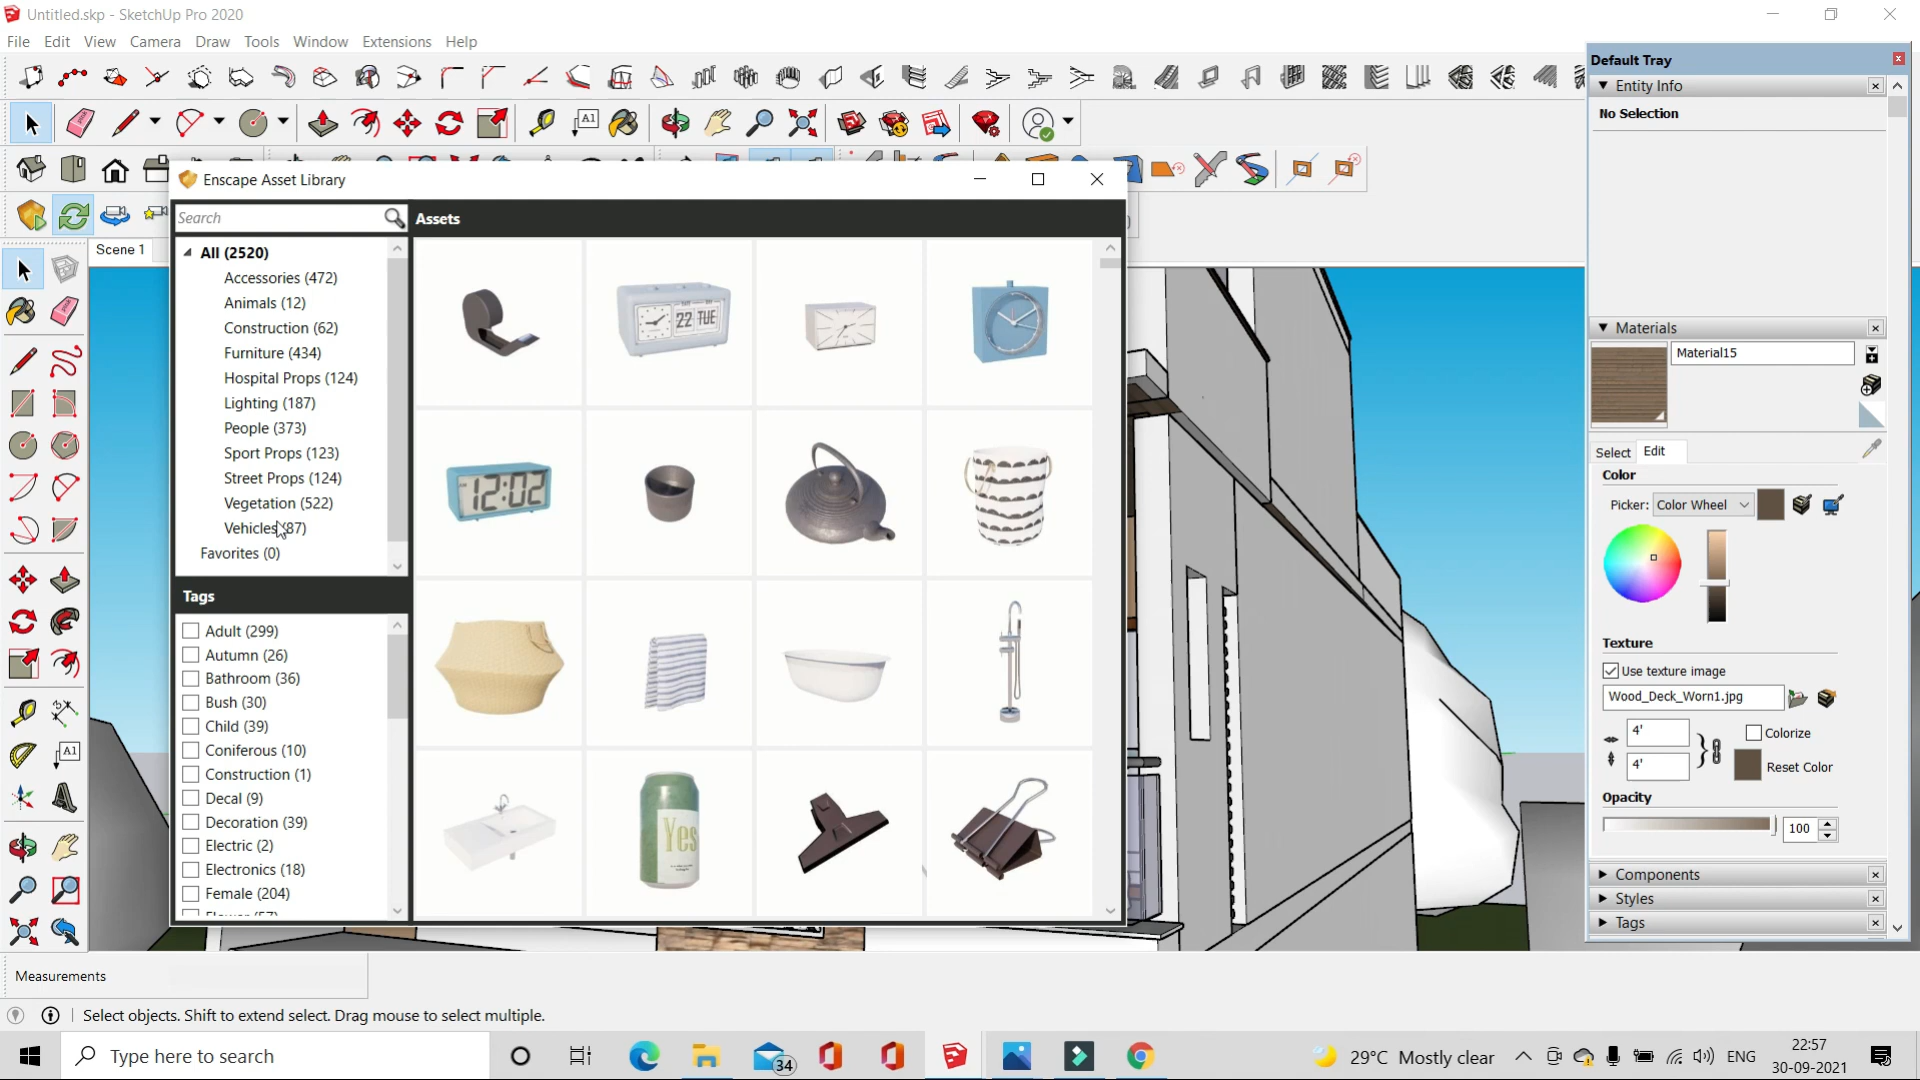 Untitled.skp - SketchUp Pro 2020
File Edit View Camera Draw Tools Window Extensions Help
Default Tray
Entity Info
No Selection
Enscape Asset Library
Search
Assets
Scene 1
All (2520)
Accessories (472)
Animals (12)
Construction (62)
Furniture (434)
Hospital Props (124)
Lighting (187)
People (373)
Sport Props (123)
Street Props (124)
Vegetation (522)
Vehicles (87)
Favorites (0)
Tags
Adult (299)
Autumn (26)
Bathroom (36)
Bush (30)
Child (39)
Coniferous (10)
Construction (1)
Decal (9)
Decoration (39)
Electric (2)
Electronics (18)
Female (204)
22 TUE
12:02
Yes
Materials
Material15
Select Edit
Color
Picker: Color Wheel
Texture
Use texture image
Wood_Deck_Worn1.jpg
4'
Colorize
4'
Reset Color
Opacity
100
Components
Styles
Tags
A1
A1
Measurements
Select objects. Shift to extend select. Drag mouse to select multiple.
Type here to search
34
29°C Mostly clear
ENG
22:57
30-09-2021